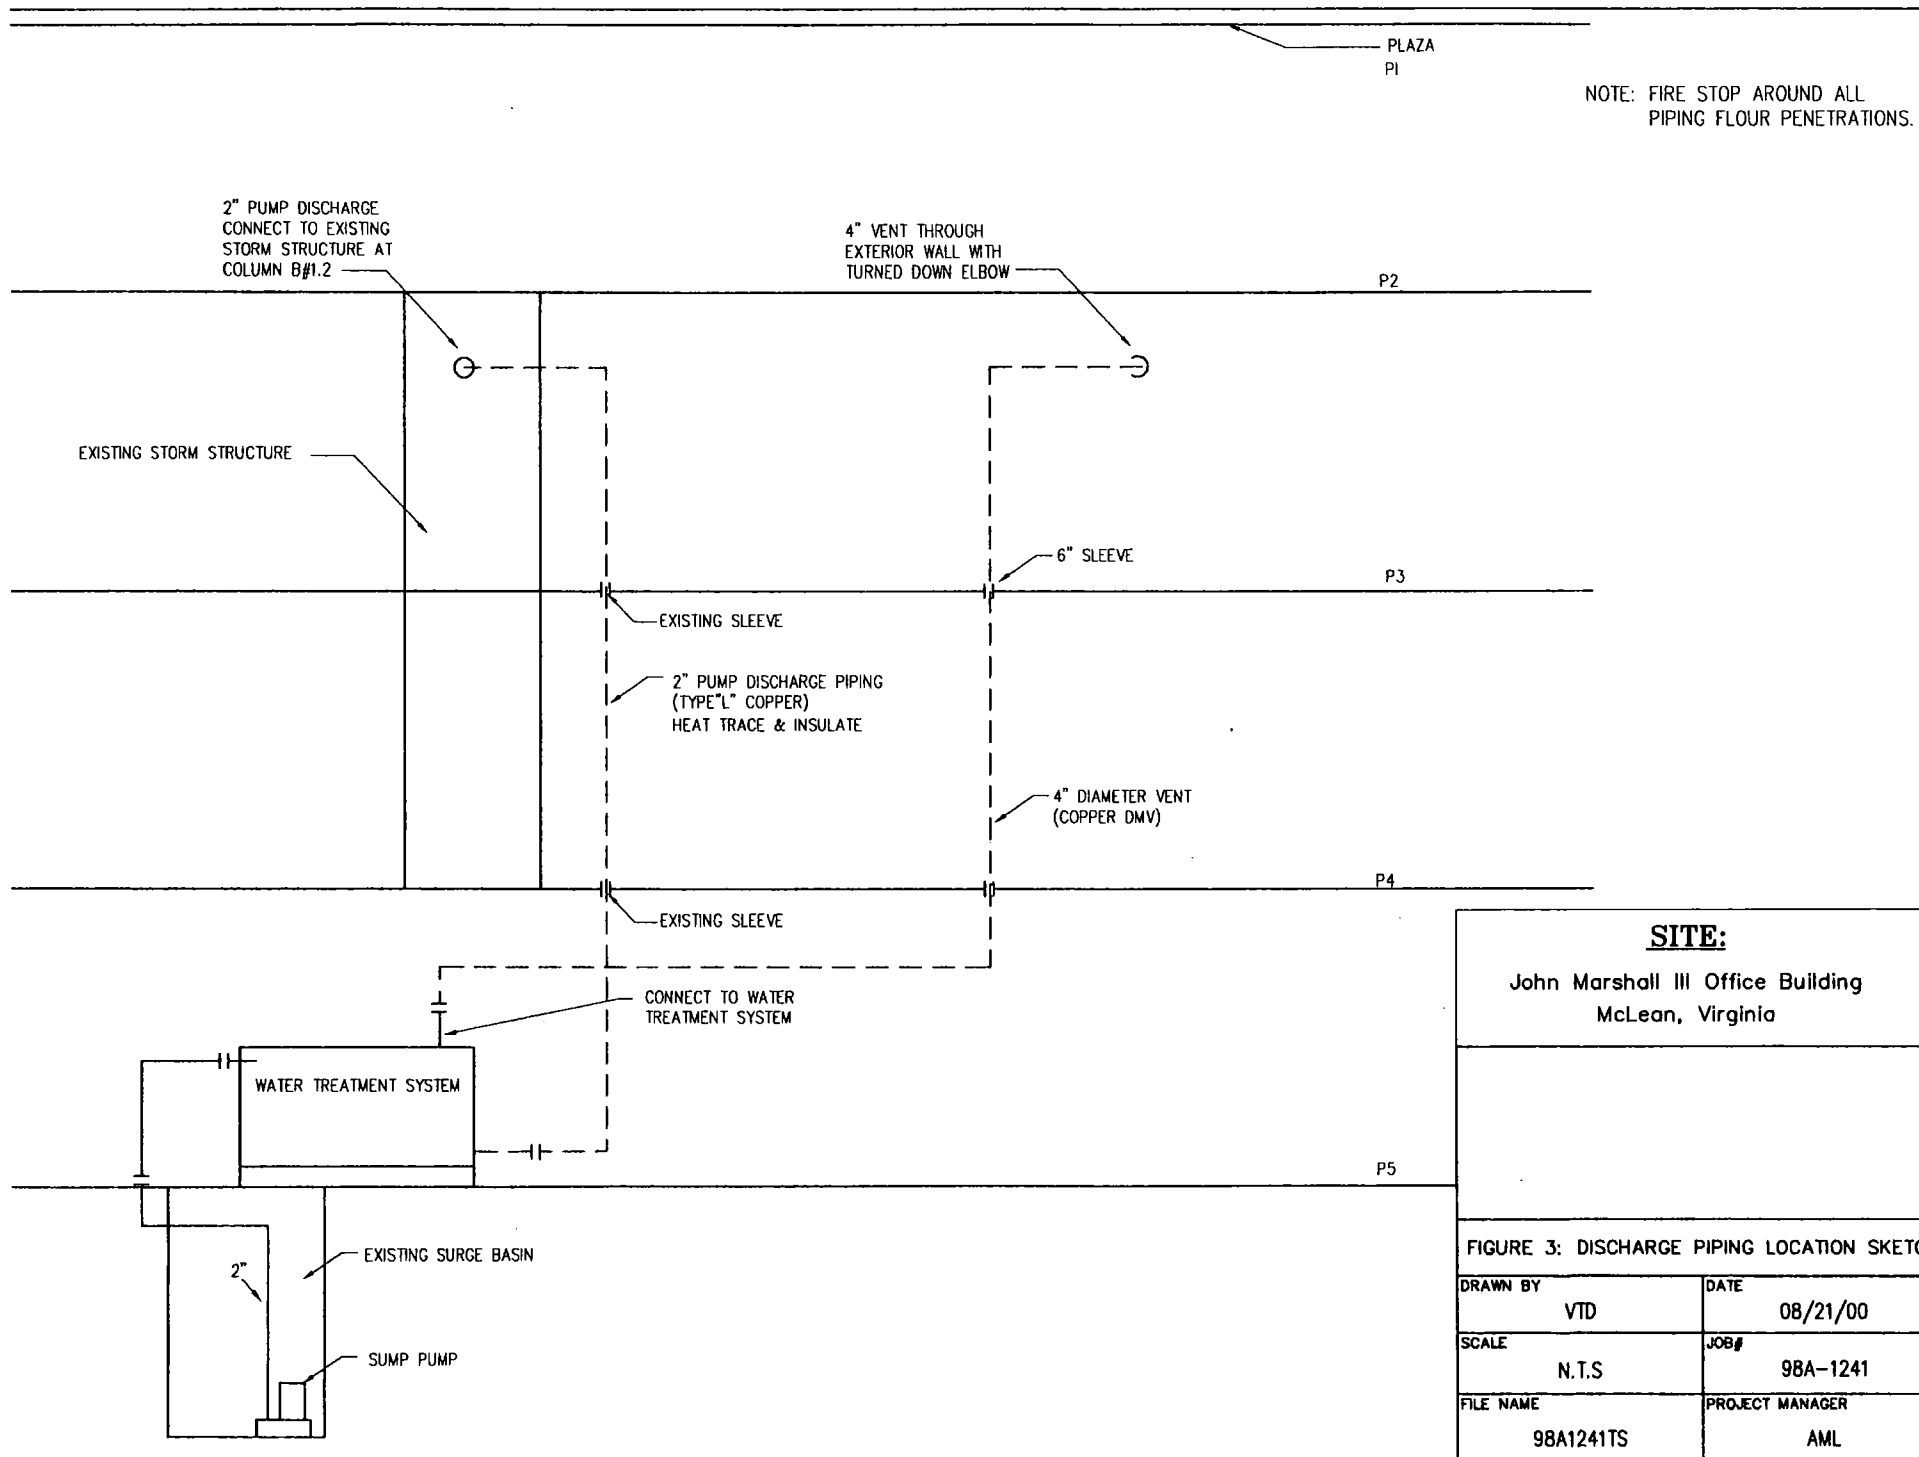 PLAZA
P1
NOTE: FIRE STOP AROUND ALL
PIPING FLOUR PENETRATIONS.
2" PUMP DISCHARGE
CONNECT TO EXISTING
STORM STRUCTURE AT
COLUMN B#1.2
4" VENT THROUGH
EXTERIOR WALL WITH
TURNED DOWN ELBOW
P2
EXISTING STORM STRUCTURE
6" SLEEVE
P3
EXISTING SLEEVE
2" PUMP DISCHARGE PIPING
(TYPE"L" COPPER)
HEAT TRACE & INSULATE
4" DIAMETER VENT
(COPPER DMV)
P4
EXISTING SLEEVE
CONNECT TO WATER
TREATMENT SYSTEM
WATER TREATMENT SYSTEM
P5
EXISTING SURGE BASIN
2"
SUMP PUMP
SITE:
John Marshall III Office Building
McLean, Virginia
FIGURE 3: DISCHARGE PIPING LOCATION SKETC
DRAWN BY
VTD
DATE
08/21/00
SCALE
N.T.S
JOB#
98A-1241
FILE NAME
98A1241TS
PROJECT MANAGER
AML